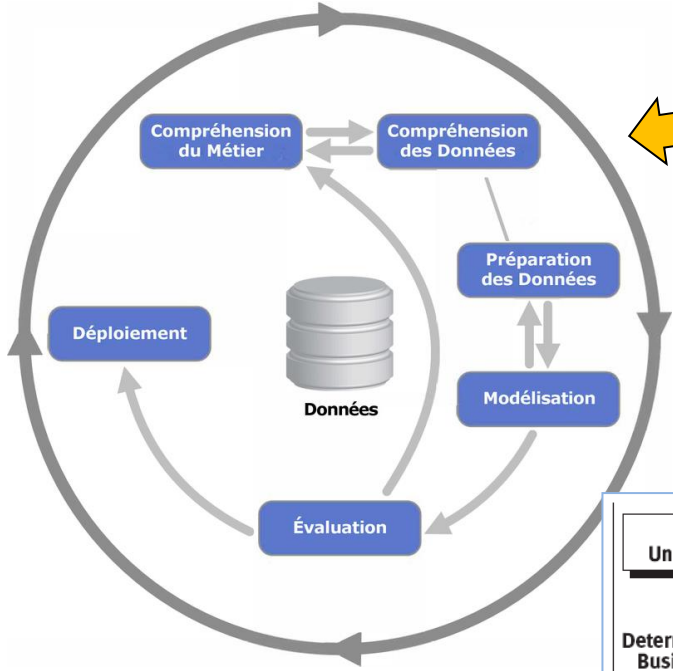 Compréhension
du Métier
Compréhension
des Données
Préparation
des Données
Déploiement
Modélisation
Données
Évaluation